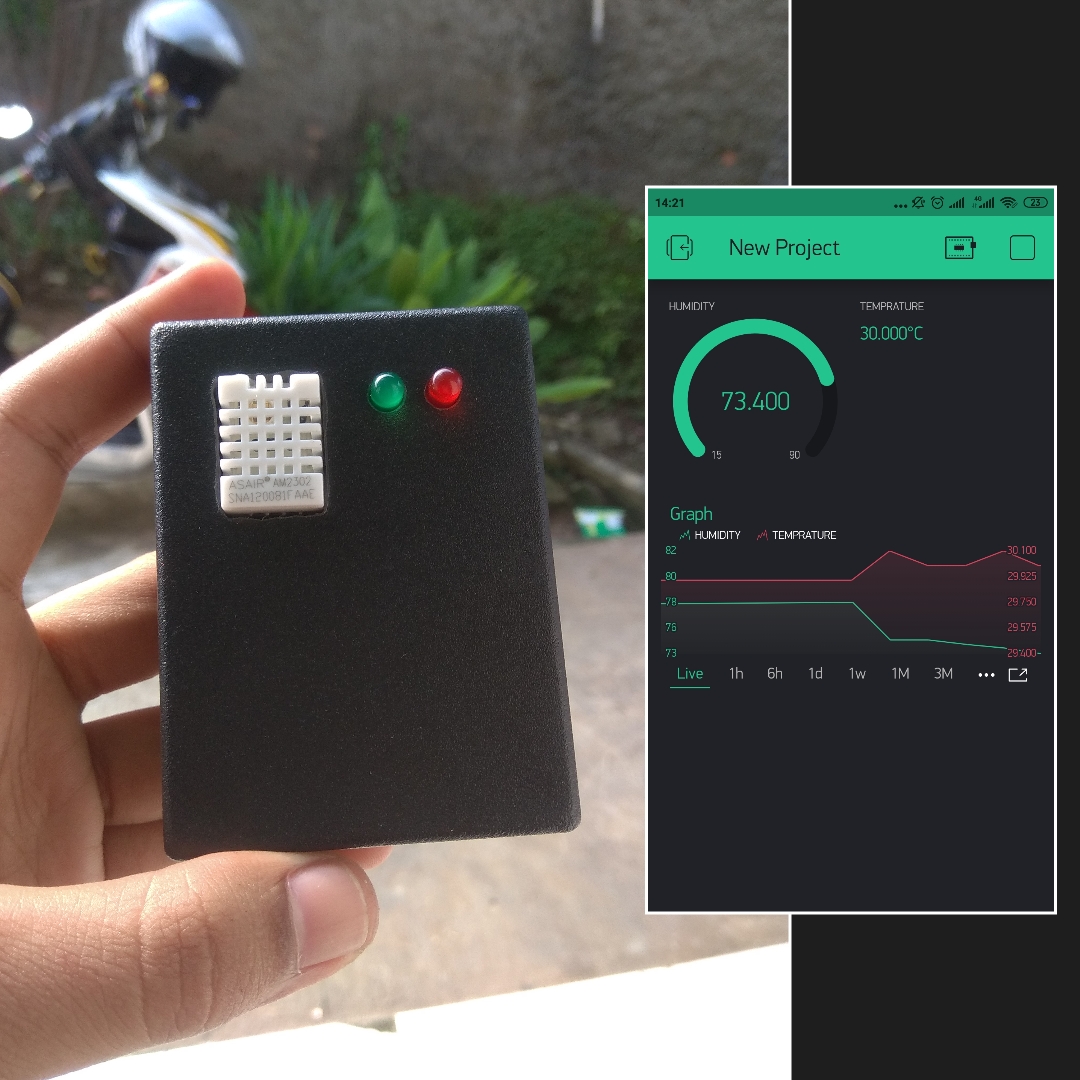 ASAIR® AM2302
SNA120081FAAE
14:21
4G
23
New Project
HUMIDITY
TEMPRATURE
30.000°C
73.400
15
90
Graph
HUMIDITY
TEMPRATURE
82
30.100
80
29.925
78
29.750
76
29.575
73
29.400
Live 1h 6h 1d 1w 1M 3M